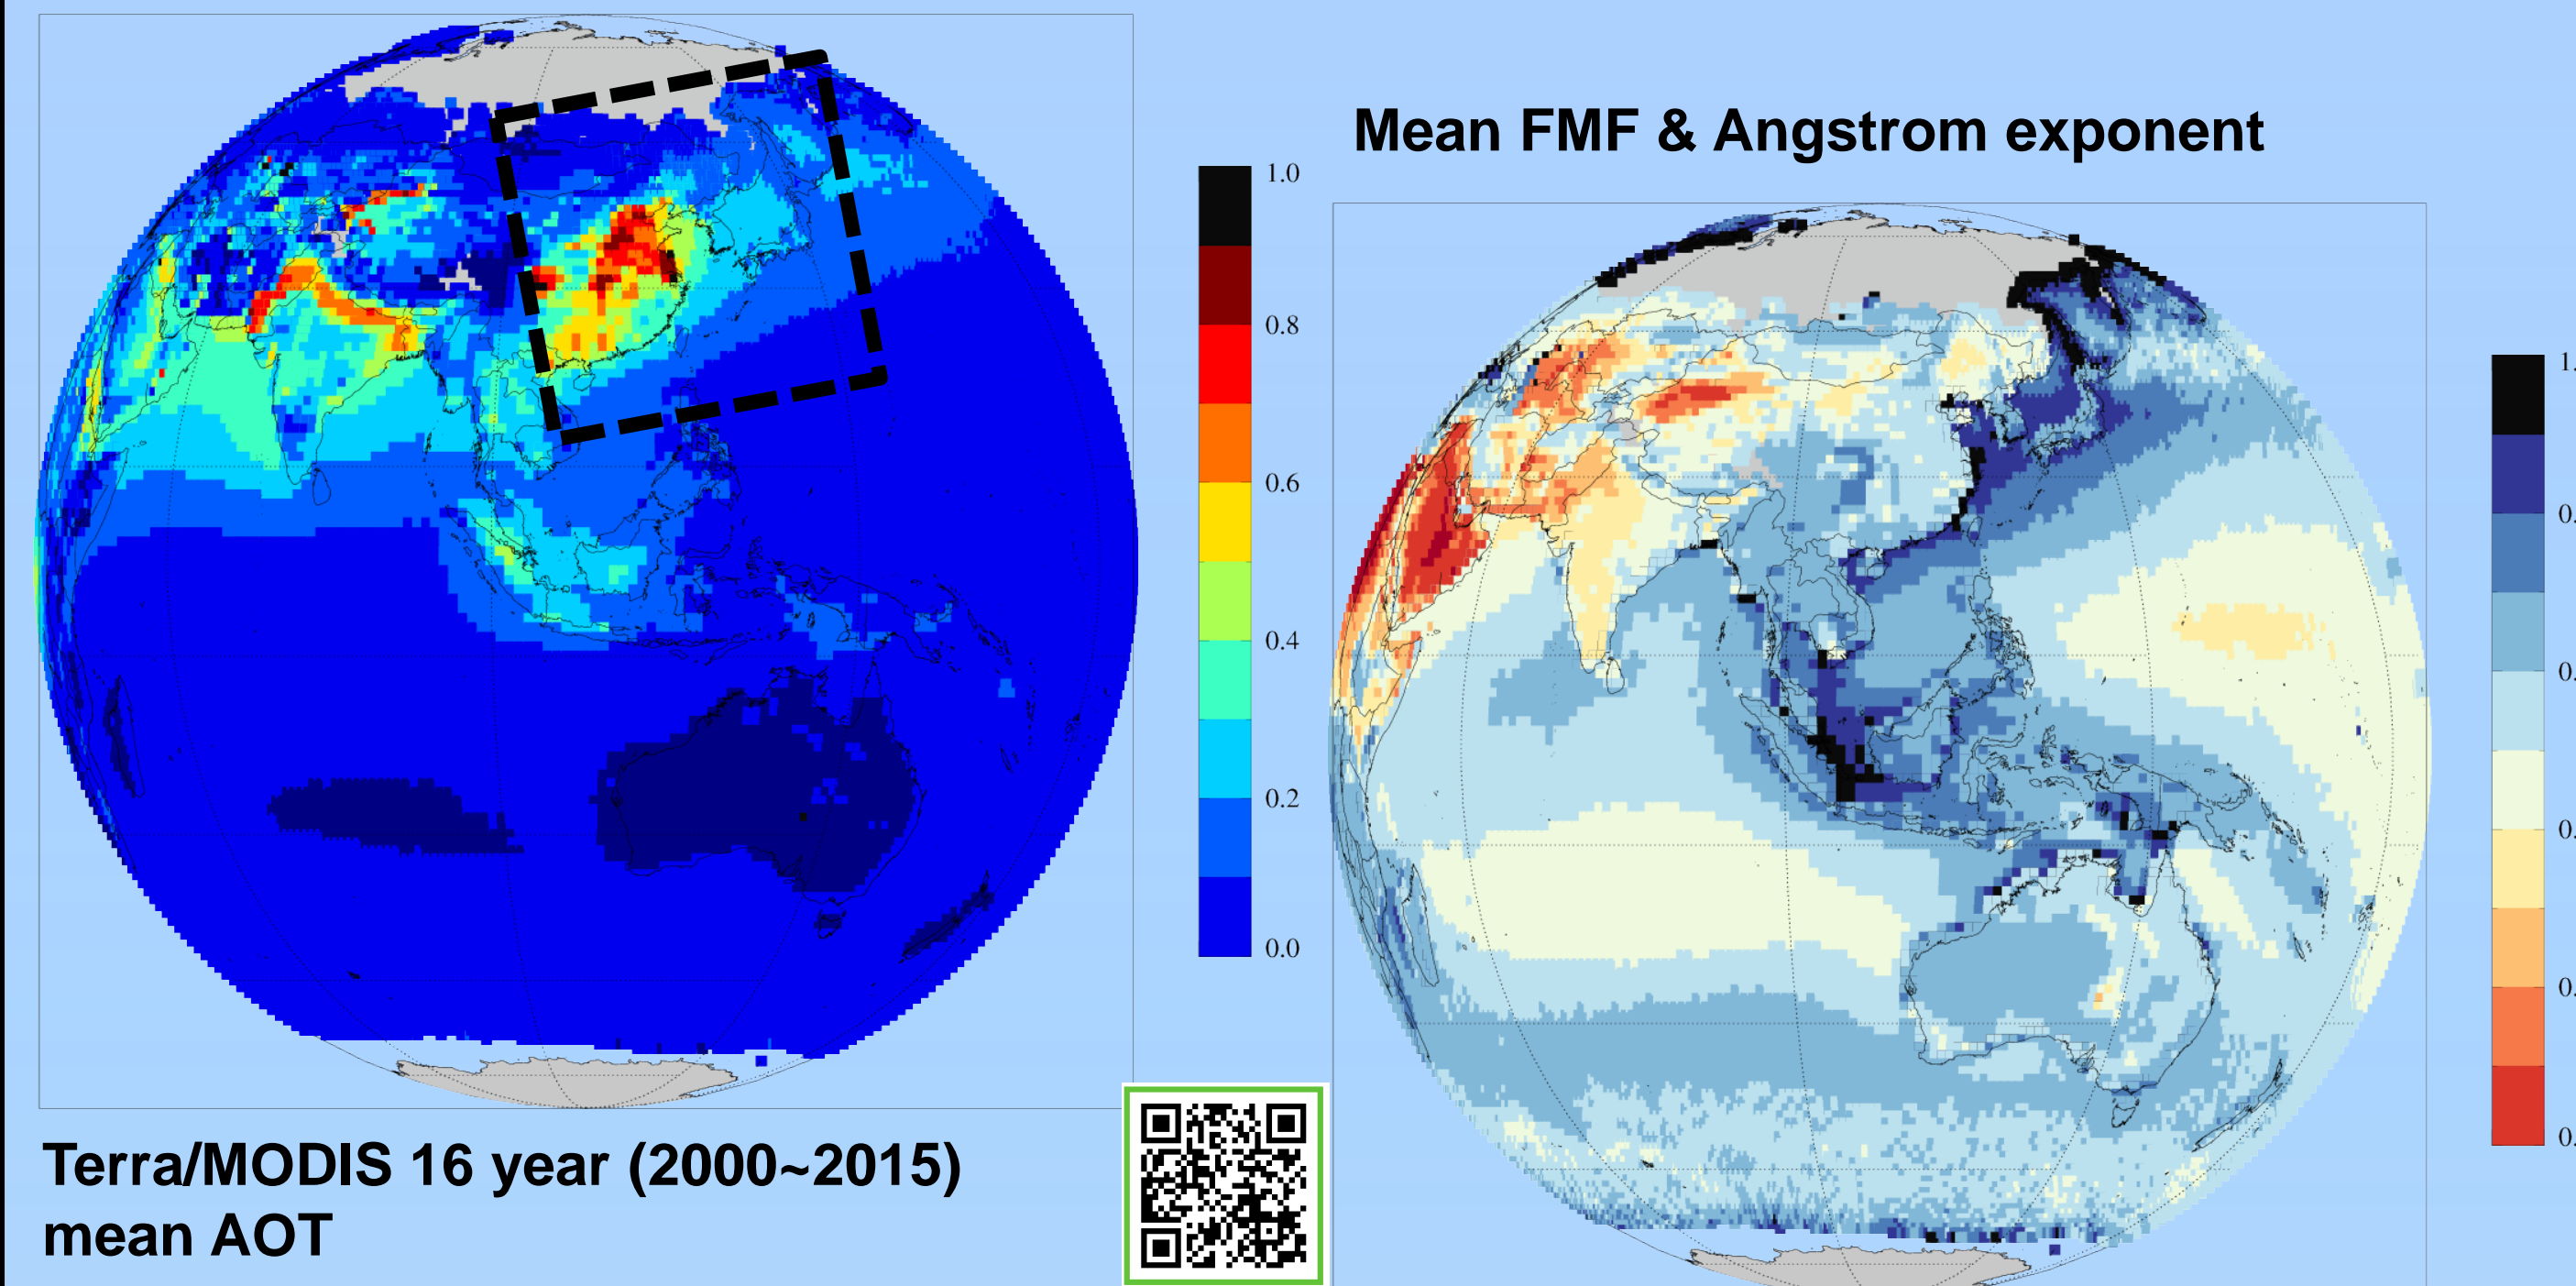 Mean FMF & Angstrom exponent
1.0
0.8
0.6
0.4
0.2
0.0
Terra/MODIS 16 year (2000~2015)
mean AOT